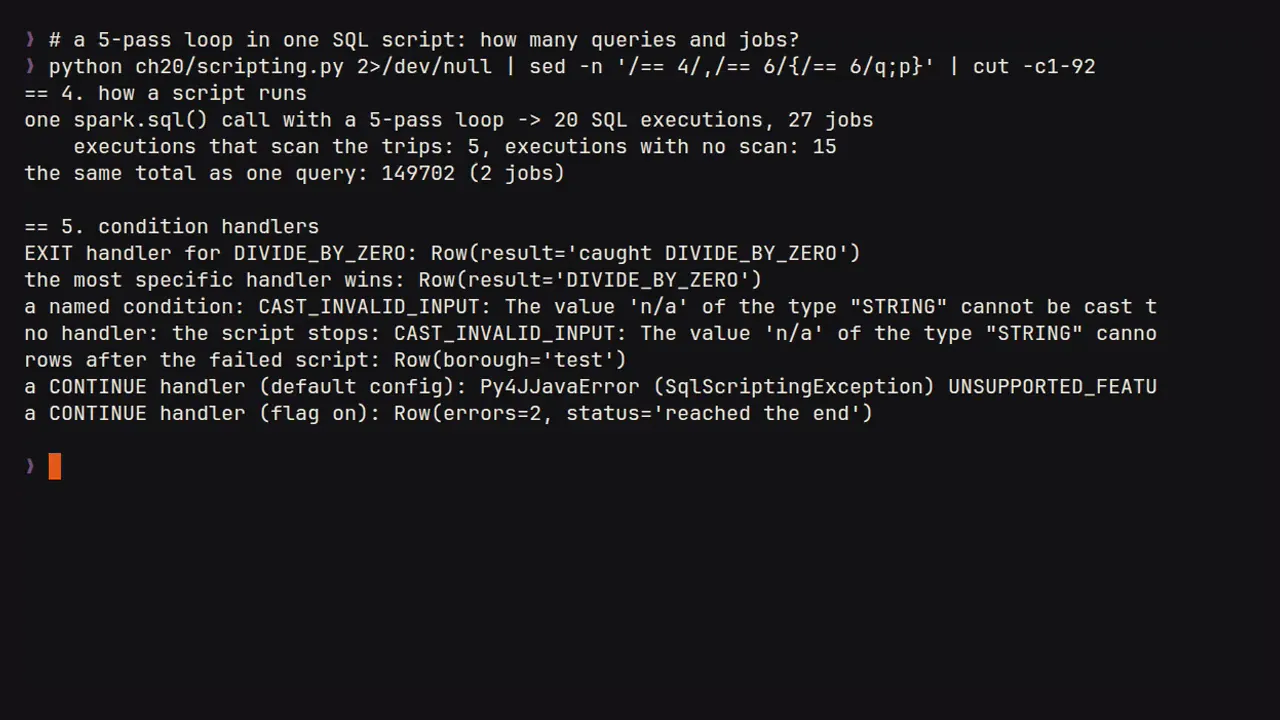 ❯ # a 5-pass loop in one SQL script: how many queries and jobs?
❯ python ch20/scripting.py 2>/dev/null | sed -n '/== 4/,/== 6/{/== 6/q;p}' | cut -c1-92
== 4. how a script runs
one spark.sql() call with a 5-pass loop -> 20 SQL executions, 27 jobs
    executions that scan the trips: 5, executions with no scan: 15
the same total as one query: 149702 (2 jobs)

== 5. condition handlers
EXIT handler for DIVIDE_BY_ZERO: Row(result='caught DIVIDE_BY_ZERO')
the most specific handler wins: Row(result='DIVIDE_BY_ZERO')
a named condition: CAST_INVALID_INPUT: The value 'n/a' of the type "STRING" cannot be cast t
no handler: the script stops: CAST_INVALID_INPUT: The value 'n/a' of the type "STRING" canno
rows after the failed script: Row(borough='test')
a CONTINUE handler (default config): Py4JJavaError (SqlScriptingException) UNSUPPORTED_FEATU
a CONTINUE handler (flag on): Row(errors=2, status='reached the end')

❯